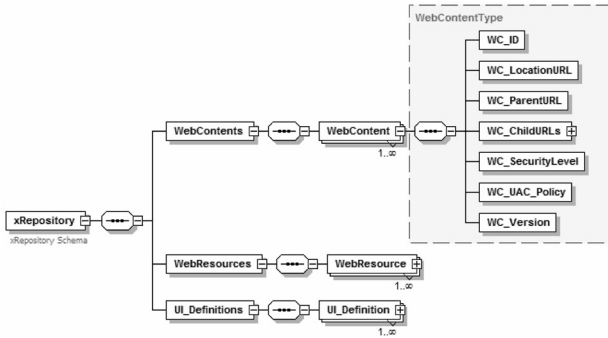 WebContentType
WC_ID
WC_LocationURL
WC_ParentURL
WebContents
WebContent
WC_ChildURLs
1..∞
WC_SecurityLevel
WC_UAC_Policy
xRepository
WC_Version
xRepository Schema
WebResources
WebResource
1..∞
UI_Definitions
UI_Definition
1..∞